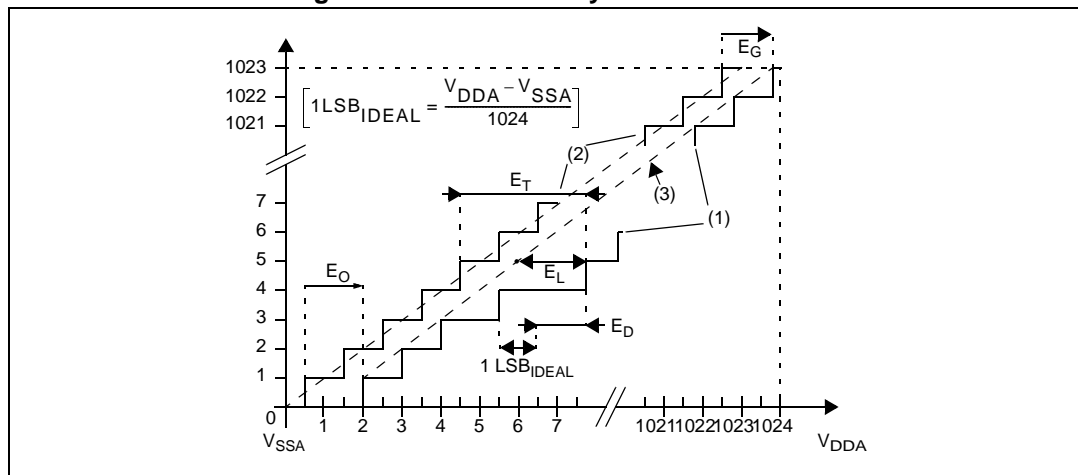 E_G
1023
1022
1021
[1LSB_IDEAL = (V_DDA − V_SSA) / 1024]
(2)
(3)
(1)
E_T
7
6
5
4
3
2
1
0
E_O
E_L
E_D
1 LSB_IDEAL
1 2 3 4 5 6 7 1021 1022 1023 1024
V_SSA
V_DDA